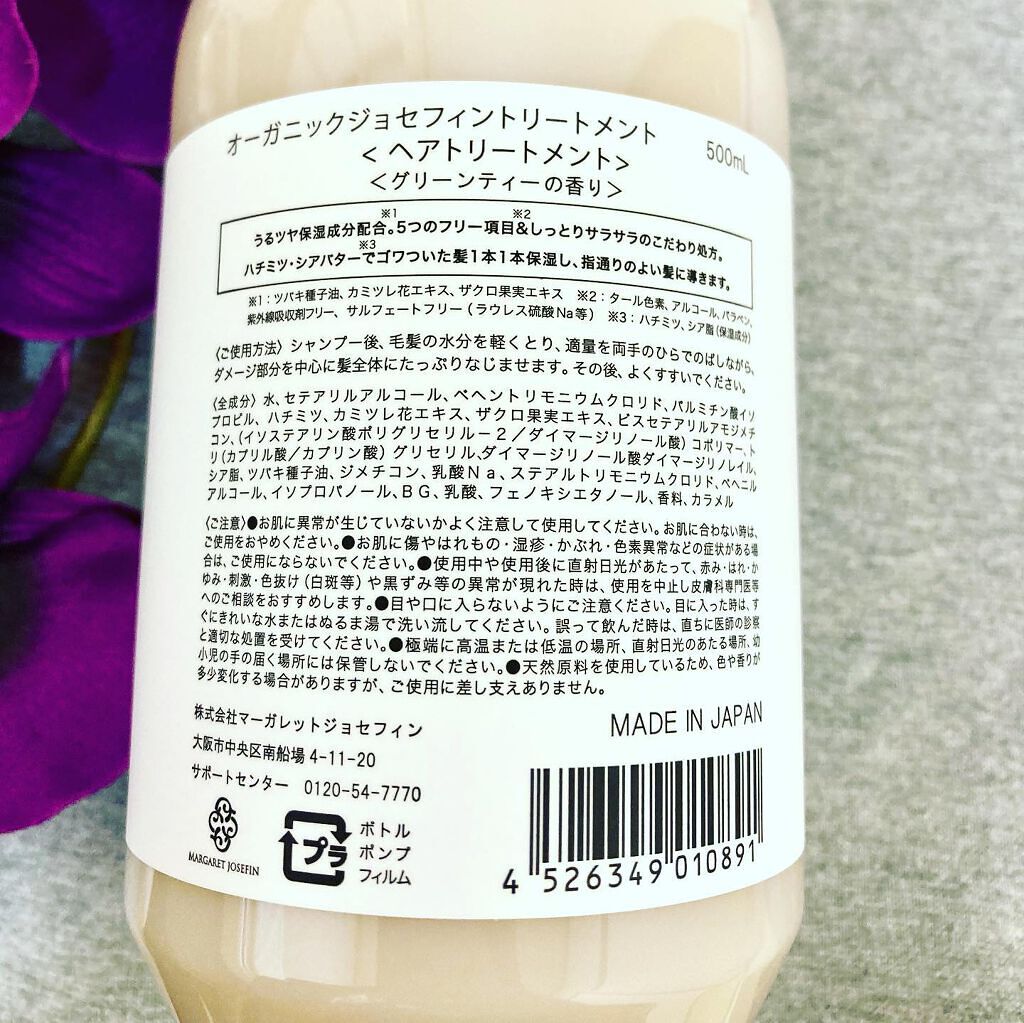 オーガニックジョセフィントリートメント 500mL
<ヘアトリートメント>
<グリーンティーの香り>
※1 ※2
うるツヤ保湿成分配合。5つのフリー項目&しっとりサラサラのこだわり処方。
※3
ハチミツ・シアバターでゴワついた髪1本1本保湿し、指通りのよい髪に導きます。
※1：ツバキ種子油、カミツレ花エキス、ザクロ果実エキス ※2：タール色素、アルコール、パラベン、
紫外線吸収剤フリー、サルフェートフリー（ラウレス硫酸Na等） ※3：ハチミツ、シア脂（保湿成分）
〈ご使用方法〉シャンプー後、毛髪の水分を軽くとり、適量を両手のひらでのばしながら、
ダメージ部分を中心に髪全体にたっぷりなじませます。その後、よくすすいでください。
〈全成分〉水、セテアリルアルコール、ベヘントリモニウムクロリド、パルミチン酸イソ
プロピル、ハチミツ、カミツレ花エキス、ザクロ果実エキス、ビスセテアリルアモジメチ
コン、（イソステアリン酸ポリグリセリル－2／ダイマージリノール酸）コポリマー、ト
リ（カプリル酸／カプリン酸）グリセリル、ダイマージリノール酸ダイマージリノレイル、
シア脂、ツバキ種子油、ジメチコン、乳酸Ｎａ、ステアルトリモニウムクロリド、ベヘニル
アルコール、イソプロパノール、ＢＧ、乳酸、フェノキシエタノール、香料、カラメル
〈ご注意〉●お肌に異常が生じていないかよく注意して使用してください。お肌に合わない時は、
ご使用をおやめください。●お肌に傷やはれもの・湿疹・かぶれ・色素異常などの症状がある場
合は、ご使用にならないでください。●使用中や使用後に直射日光があたって、赤み・はれ・か
ゆみ・刺激・色抜け（白斑等）や黒ずみ等の異常が現れた時は、使用を中止し皮膚科専門医等
へのご相談をおすすめします。●目や口に入らないようにご注意ください。目に入った時は、す
ぐにきれいな水またはぬるま湯で洗い流してください。誤って飲んだ時は、直ちに医師の診察
と適切な処置を受けてください。●極端に高温または低温の場所、直射日光のあたる場所、幼
小児の手の届く場所には保管しないでください。●天然原料を使用しているため、色や香りが
多少変化する場合がありますが、ご使用に差し支えありません。
株式会社マーガレットジョセフィン
大阪市中央区南船場 4-11-20
サポートセンター 0120-54-7770
MADE IN JAPAN
MARGARET JOSEFIN
プラ
ボトル
ポンプ
フィルム
4 526349 010891